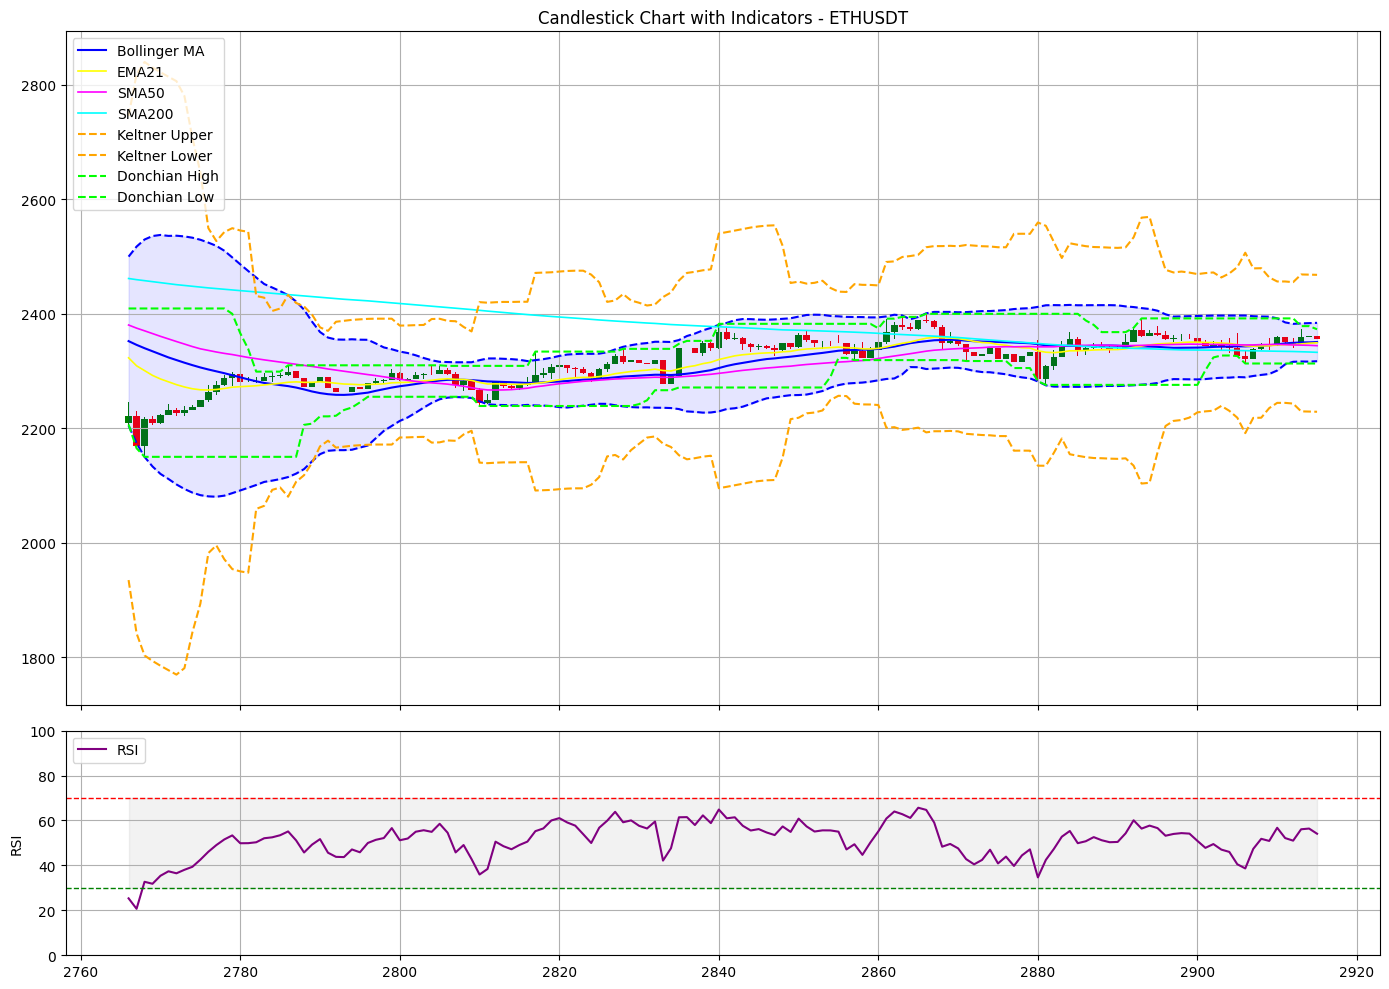 Candlestick Chart with Indicators - ETHUSDT
Bollinger MA
EMA21
SMA50
SMA200
Keltner Upper
Keltner Lower
Donchian High
Donchian Low
2800
2600
2400
2200
2000
1800
RSI
100
80
60
40
20
0
RSI
2760 2780 2800 2820 2840 2860 2880 2900 2920